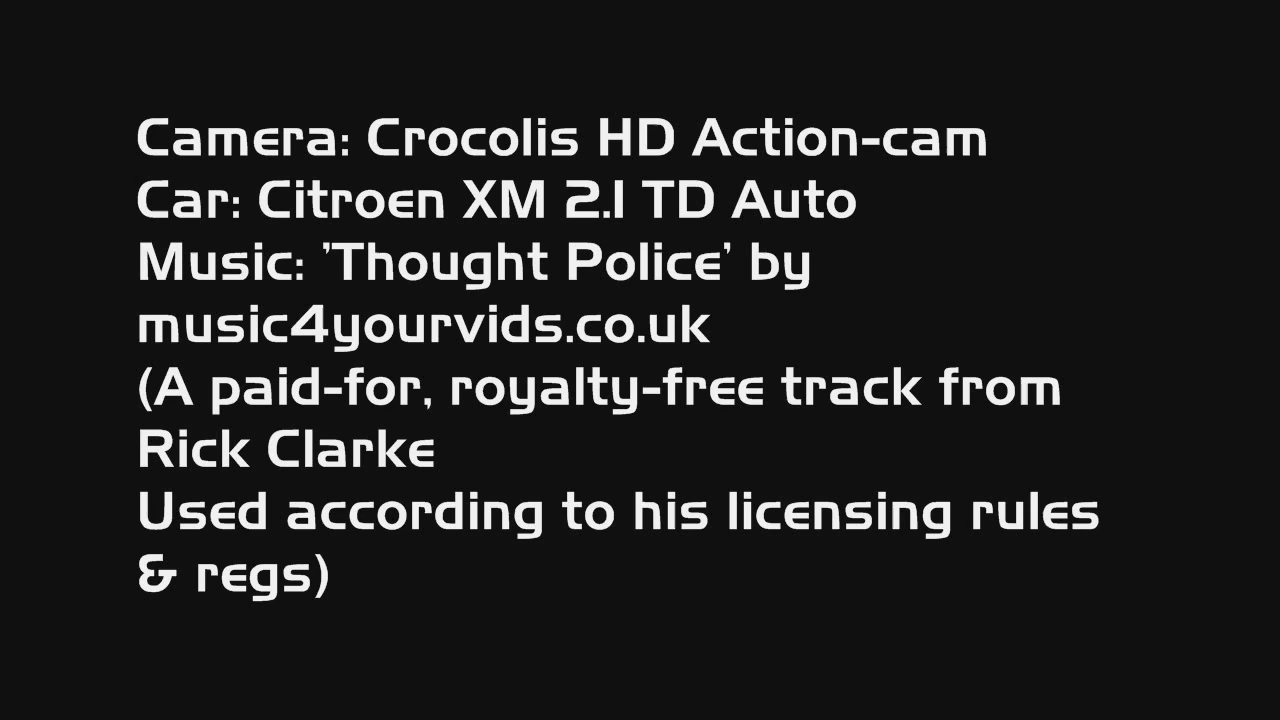 Camera: Crocolis HD Action-cam
Car: Citroen XM 2.1 TD Auto
Music: 'Thought Police' by
music4yourvids.co.uk
(A paid-for, royalty-free track from
Rick Clarke
Used according to his licensing rules
& regs)